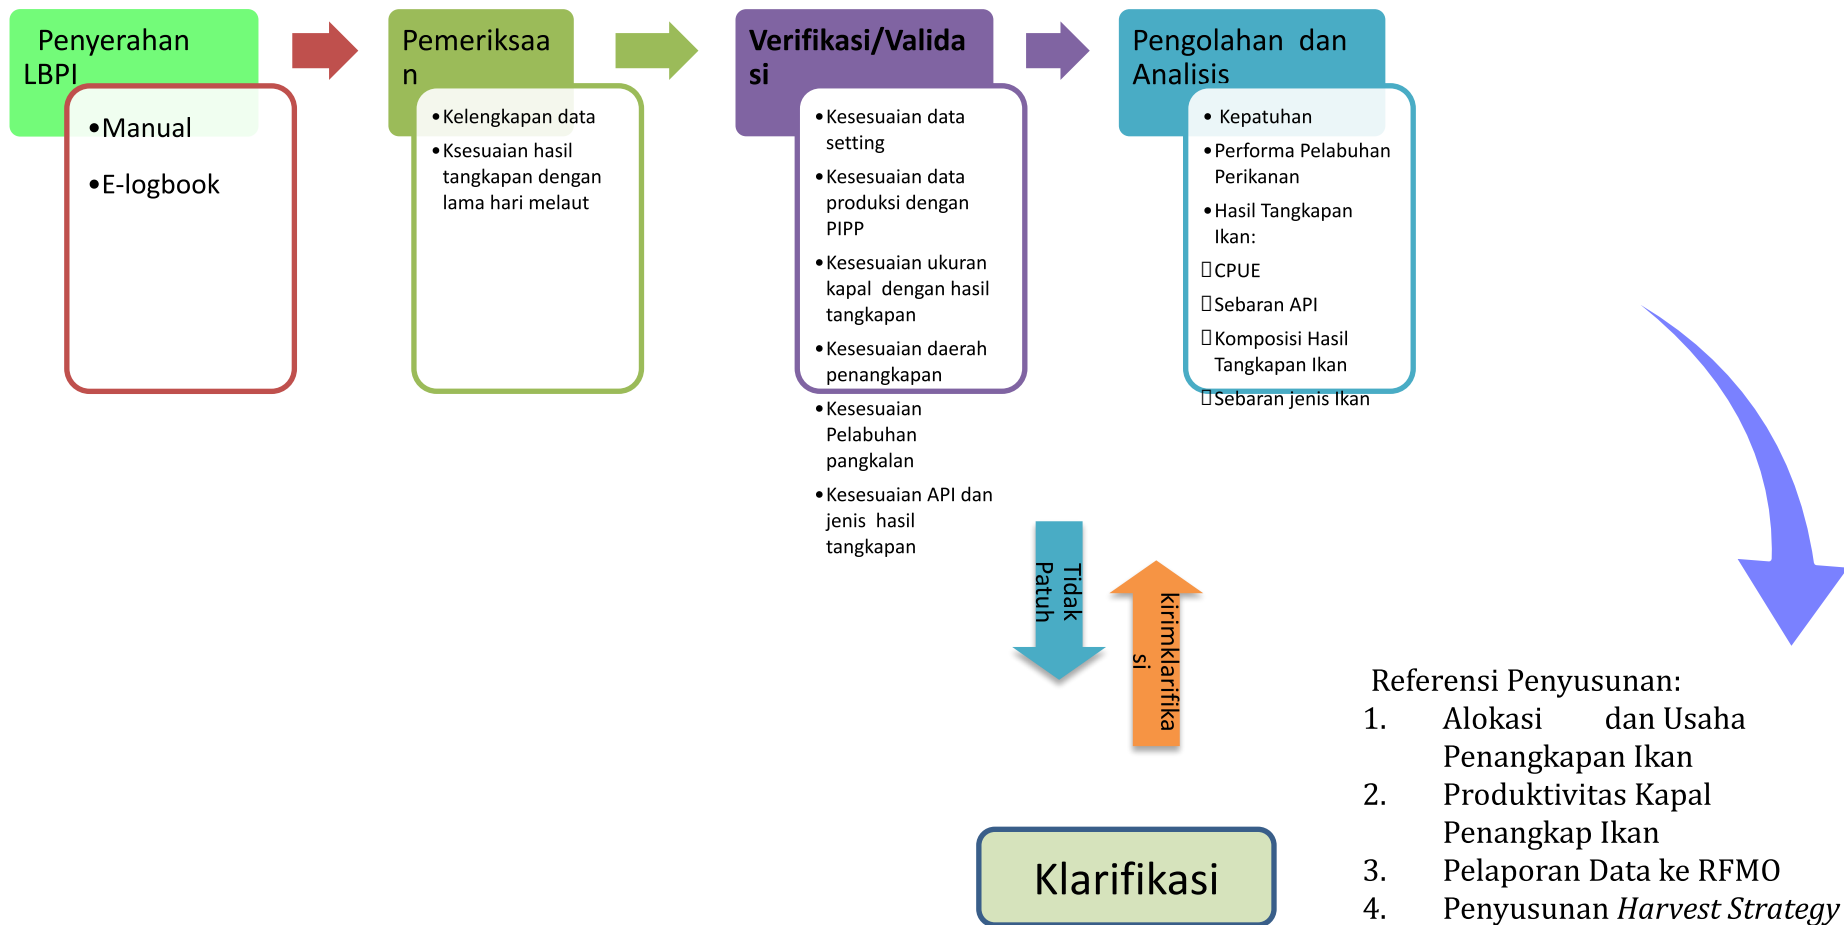 Penyerahan
LBPI
•Manual
•E-logbook
Pemeriksaa
n
•Kelengkapan data
•Ksesuaian hasil
tangkapan dengan
lama hari melaut
Verifikasi/Valida
si
•Kesesuaian data
setting
•Kesesuaian data
produksi dengan
PIPP
•Kesesuaian ukuran
kapal dengan hasil
tangkapan
•Kesesuaian daerah
penangkapan
•Kesesuaian
Pelabuhan
pangkalan
•Kesesuaian API dan
jenis hasil
tangkapan
Pengolahan dan
Analisis
• Kepatuhan
•Performa Pelabuhan
Perikanan
•Hasil Tangkapan
Ikan:
CPUE
Sebaran API
Komposisi Hasil
Tangkapan Ikan
Sebaran jenis Ikan
Tidak
Patuh
kirimklarifika
si
Klarifikasi
Referensi Penyusunan:
1. Alokasi dan Usaha
Penangkapan Ikan
2. Produktivitas Kapal
Penangkap Ikan
3. Pelaporan Data ke RFMO
4. Penyusunan Harvest Strategy